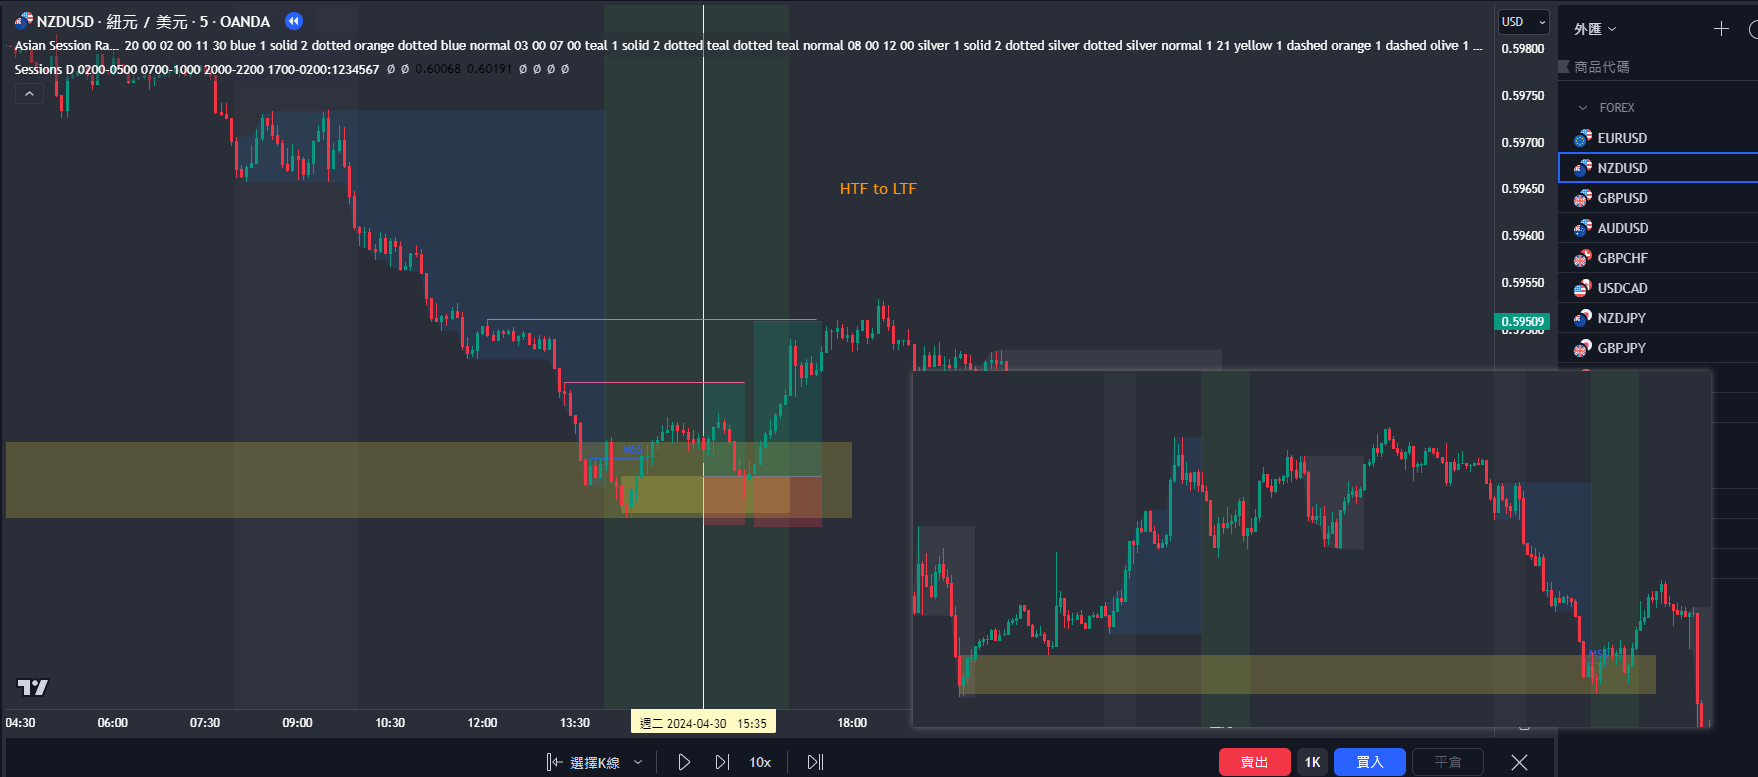 NZDUSD · 紐元 / 美元 · 5 · OANDA
Asian Session Ra... 20 00 02 00 11 30 blue 1 solid 2 dotted orange dotted blue normal 03 00 07 00 teal 1 solid 2 dotted teal dotted teal normal 08 00 12 00 silver 1 solid 2 dotted silver dotted silver normal 1 21 yellow 1 dashed orange 1 dashed olive 1 ...
Sessions D 0200-0500 0700-1000 2000-2200 1700-0200:1234567 Ø Ø 0.60068 0.60191 Ø Ø Ø Ø
HTF to LTF
MSS
MSS
USD
0.59800
0.59750
0.59700
0.59650
0.59600
0.59550
0.59509
04:30 06:00 07:30 09:00 10:30 12:00 13:30 週二 2024-04-30 15:35 18:00
選擇K線 10x
賣出 1K 買入 平倉
外匯
商品代碼
FOREX
EURUSD
NZDUSD
GBPUSD
AUDUSD
GBPCHF
USDCAD
NZDJPY
GBPJPY